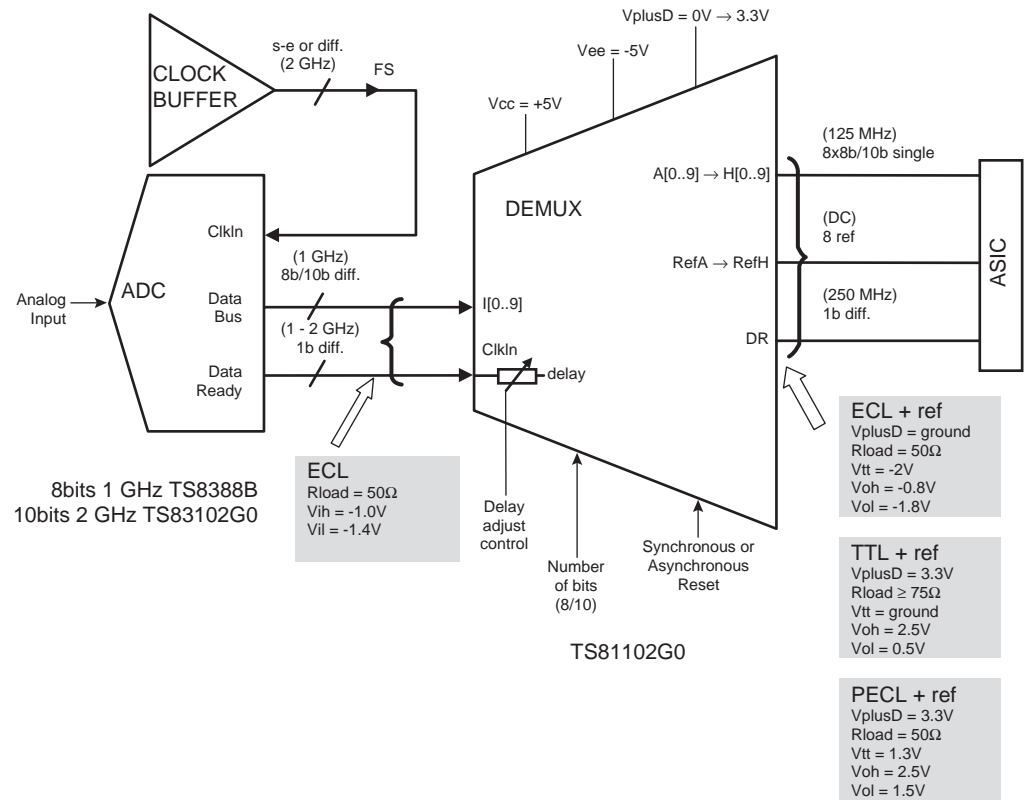 VplusD = 0V → 3.3V
Vee = -5V
Vcc = +5V
s-e or diff.
(2 GHz)
FS
CLOCK
BUFFER
ClkIn
ADC
Analog
Input
Data
Bus
Data
Ready
(1 GHz)
8b/10b diff.
(1 - 2 GHz)
1b diff.
DEMUX
I[0..9]
ClkIn
delay
A[0..9] → H[0..9]
RefA → RefH
DR
(125 MHz)
8x8b/10b single
(DC)
8 ref
(250 MHz)
1b diff.
ASIC
8bits 1 GHz TS8388B
10bits 2 GHz TS83102G0
ECL
Rload = 50Ω
Vih = -1.0V
Vil = -1.4V
Delay
adjust
control
Number
of bits
(8/10)
Synchronous or
Asynchronous
Reset
TS81102G0
ECL + ref
VplusD = ground
Rload = 50Ω
Vtt = -2V
Voh = -0.8V
Vol = -1.8V
TTL + ref
VplusD = 3.3V
Rload ≥ 75Ω
Vtt = ground
Voh = 2.5V
Vol = 0.5V
PECL + ref
VplusD = 3.3V
Rload = 50Ω
Vtt = 1.3V
Voh = 2.5V
Vol = 1.5V